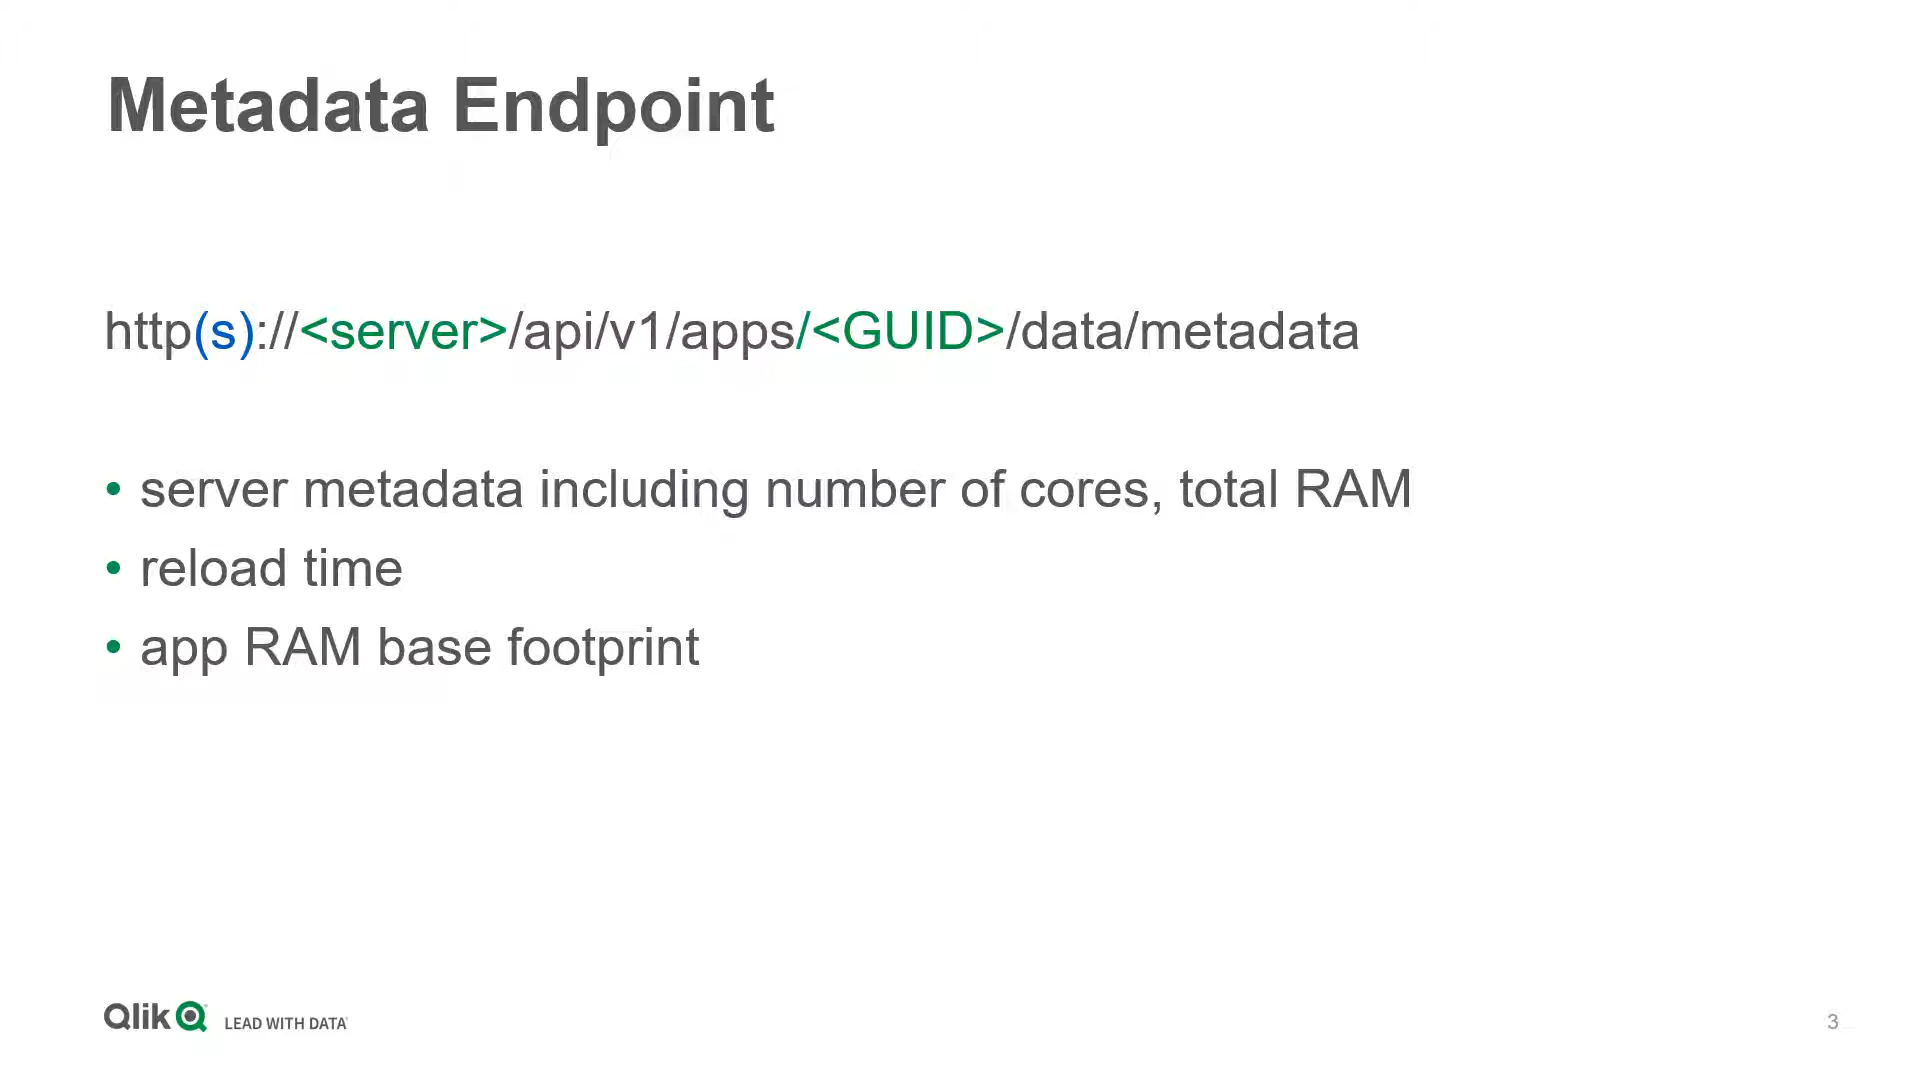 Metadata Endpoint
http(s)://<server>/api/v1/apps/<GUID>/data/metadata
• server metadata including number of cores, total RAM
• reload time
• app RAM base footprint
Qlik LEAD WITH DATA
3